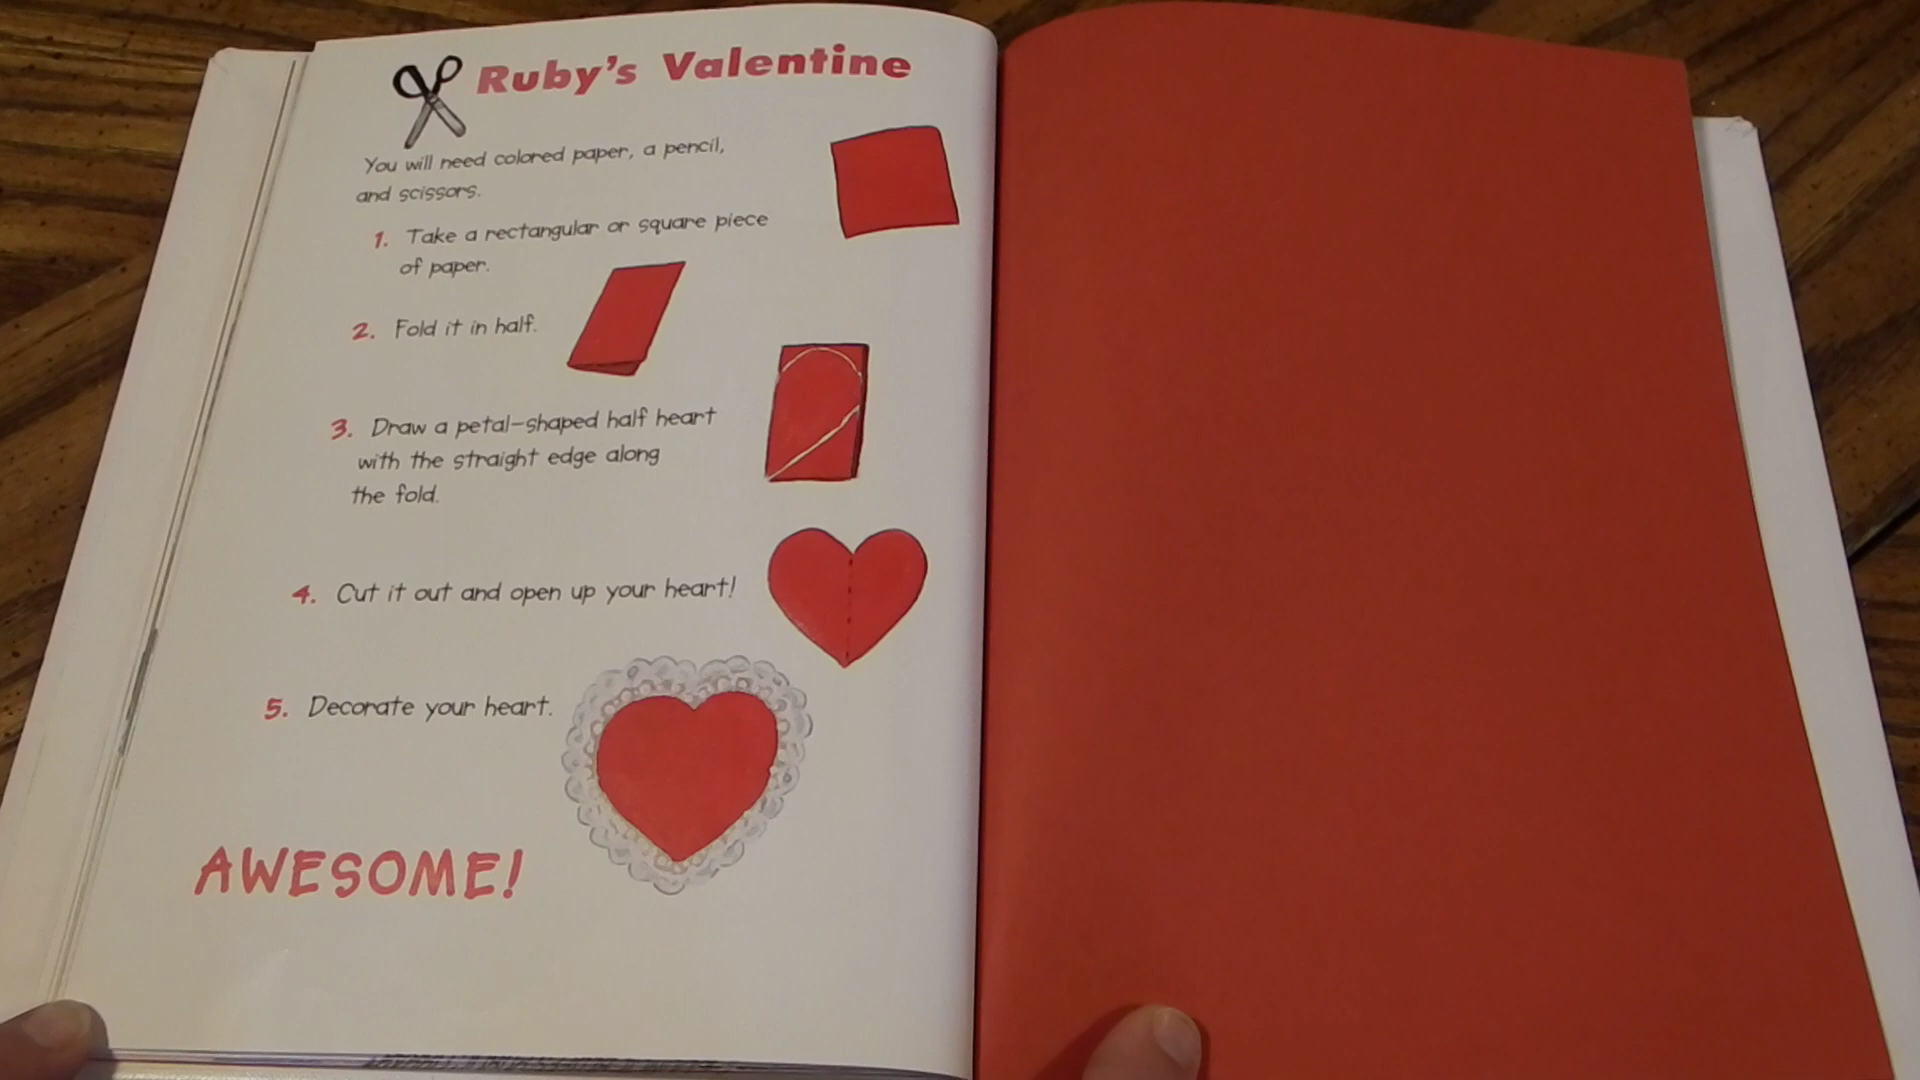 Ruby's Valentine
You will need colored paper, a pencil,
and scissors.
1. Take a rectangular or square piece
of paper.
2. Fold it in half.
3. Draw a petal-shaped half heart
with the straight edge along
the fold.
4. Cut it out and open up your heart!
5. Decorate your heart.
AWESOME!